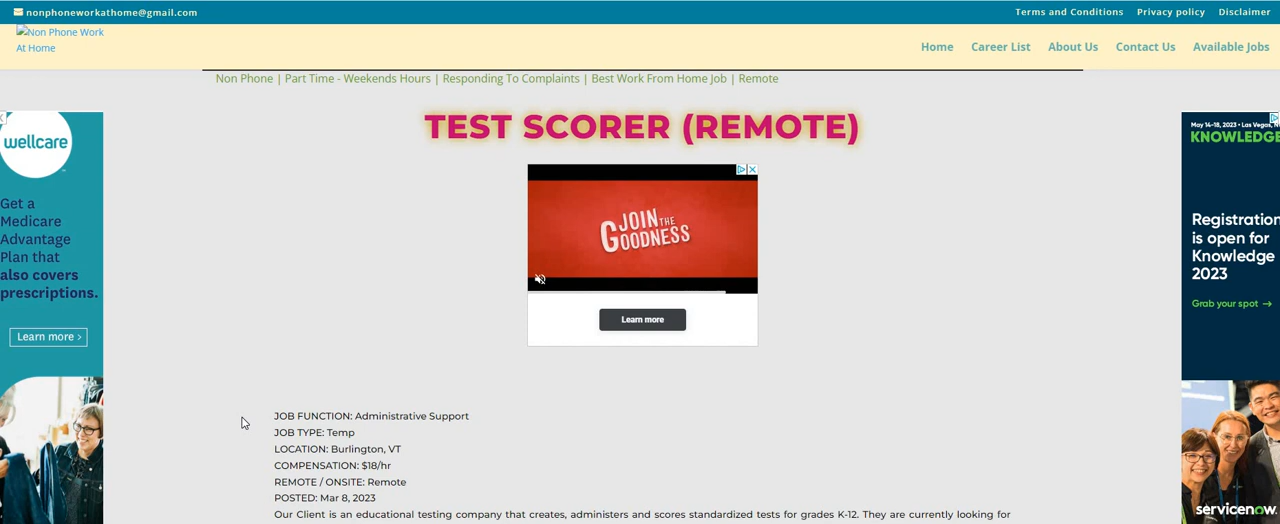 nonphoneworkathome@gmail.com
Terms and Conditions Privacy policy Disclaimer
Non Phone Work
At Home
Home Career List About Us Contact Us Available Jobs
Non Phone | Part Time - Weekends Hours | Responding To Complaints | Best Work From Home Job | Remote
TEST SCORER (REMOTE)
wellcare
Get a
Medicare
Advantage
Plan that
also covers
prescriptions.
Learn more >
JOIN THE
GOODNESS
Learn more
May 14–18, 2023 • Las Vegas, 
KNOWLEDGE
Registration
is open for
Knowledge
2023
Grab your spot →
servicenow.
JOB FUNCTION: Administrative Support
JOB TYPE: Temp
LOCATION: Burlington, VT
COMPENSATION: $18/hr
REMOTE / ONSITE: Remote
POSTED: Mar 8, 2023
Our Client is an educational testing company that creates, administers and scores standardized tests for grades K-12. They are currently looking for